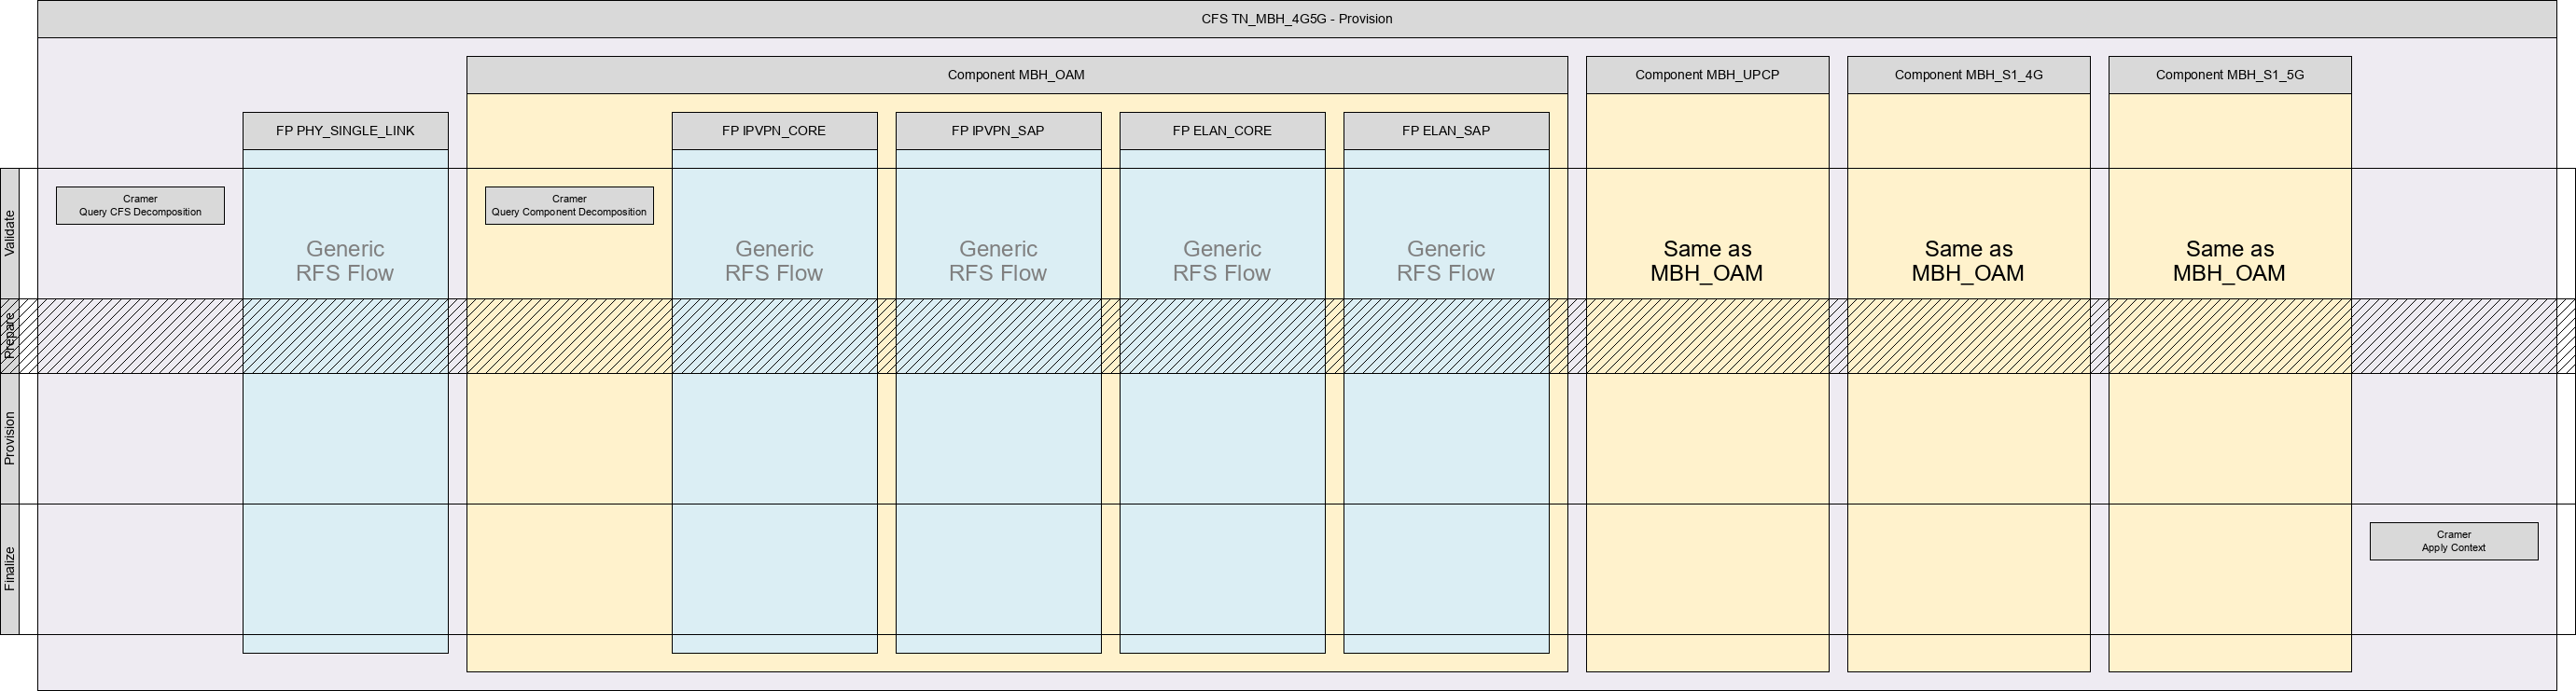 CFS TN_MBH_4G5G - Provision
Component MBH_OAM
Component MBH_UPCP
Component MBH_S1_4G
Component MBH_S1_5G
FP PHY_SINGLE_LINK
FP IPVPN_CORE
FP IPVPN_SAP
FP ELAN_CORE
FP ELAN_SAP
Validate
Cramer
Query CFS Decomposition
Generic
RFS Flow
Cramer
Query Component Decomposition
Generic
RFS Flow
Generic
RFS Flow
Generic
RFS Flow
Generic
RFS Flow
Same as
MBH_OAM
Same as
MBH_OAM
Same as
MBH_OAM
Prepare
Provision
Finalize
Cramer
Apply Context